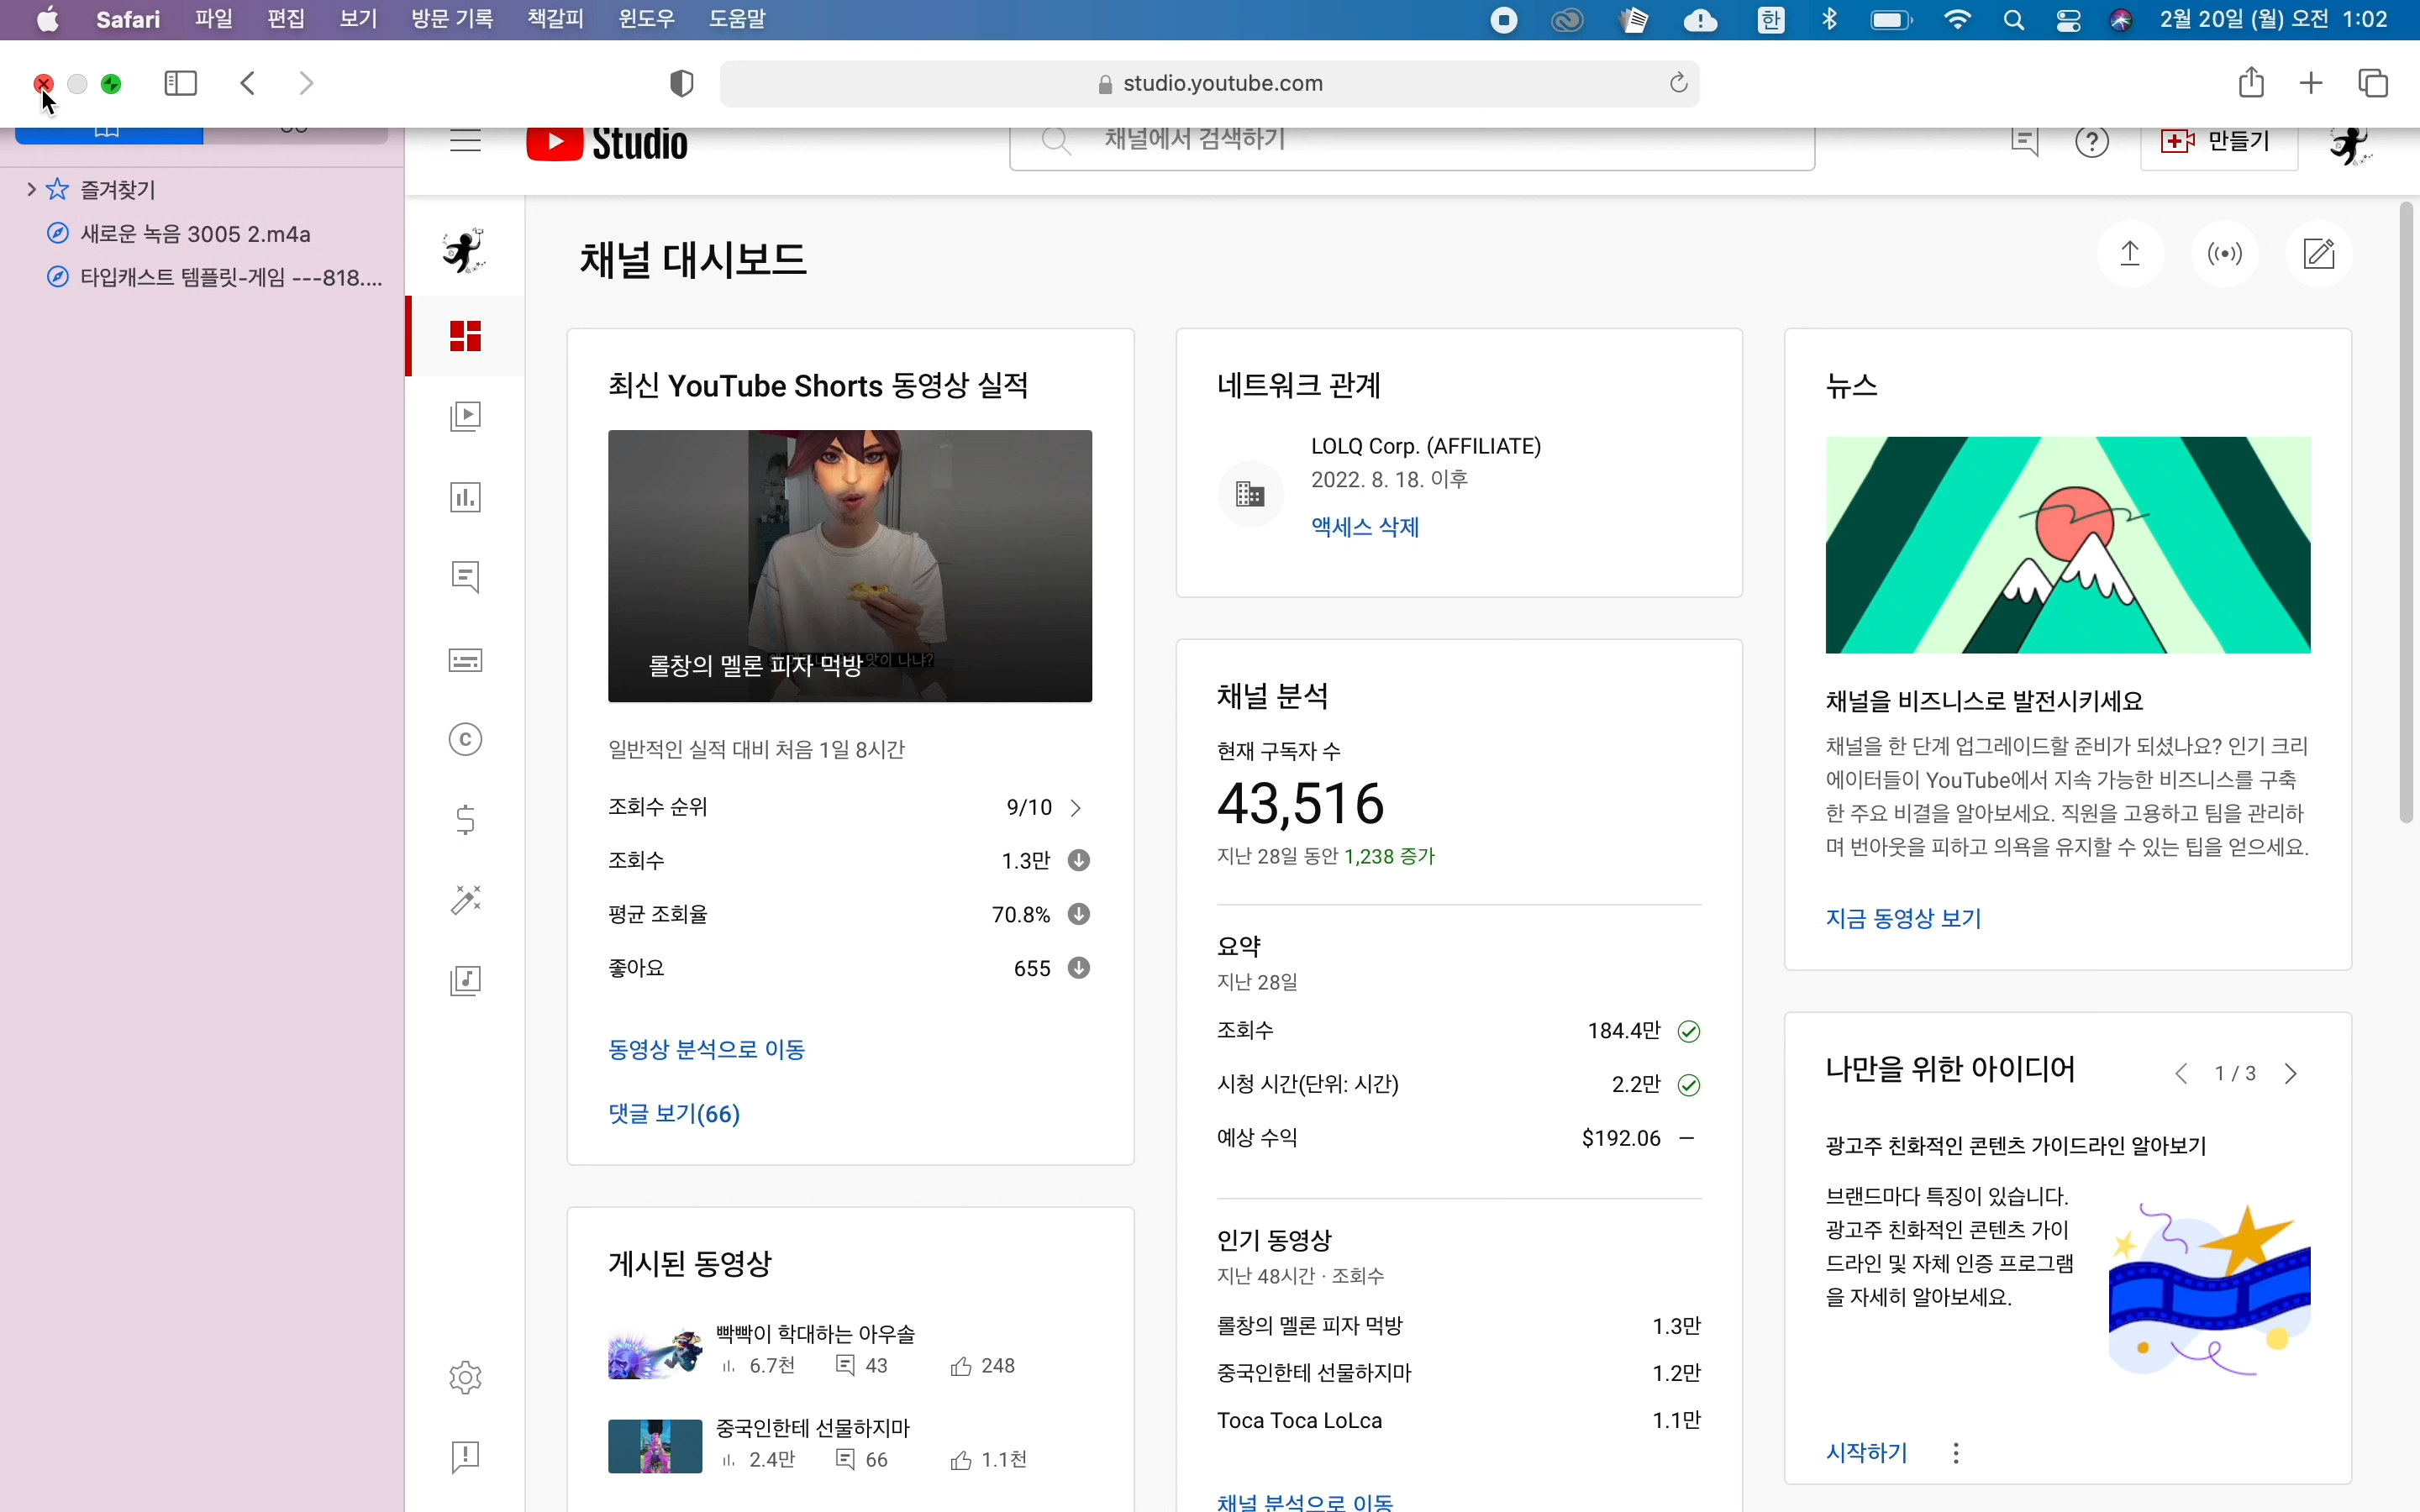 Safari 파일 편집 보기 방문 기록 책갈피 윈도우 도움말 한 2월 20일 (월) 오전 1:02
studio.youtube.com
Studio
채널에서 검색하기
만들기
즐겨찾기
새로운 녹음 3005 2.m4a
타입캐스트 템플릿-게임 ---818....
채널 대시보드
최신 YouTube Shorts 동영상 실적
롤창의 멜론 피자 먹방
맛이 나냐?
일반적인 실적 대비 처음 1일 8시간
조회수 순위 9/10
조회수 1.3만
평균 조회율 70.8%
좋아요 655
동영상 분석으로 이동
댓글 보기(66)
게시된 동영상
빡빡이 학대하는 아우솔
6.7천 43 248
중국인한테 선물하지마
2.4만 66 1.1천
네트워크 관계
LOLQ Corp. (AFFILIATE)
2022. 8. 18. 이후
액세스 삭제
채널 분석
현재 구독자 수
43,516
지난 28일 동안 1,238 증가
요약
지난 28일
조회수 184.4만
시청 시간(단위: 시간) 2.2만
예상 수익 $192.06 —
인기 동영상
지난 48시간 · 조회수
롤창의 멜론 피자 먹방 1.3만
중국인한테 선물하지마 1.2만
Toca Toca LoLca 1.1만
채널 분석으로 이동
뉴스
채널을 비즈니스로 발전시키세요
채널을 한 단계 업그레이드할 준비가 되셨나요? 인기 크리
에이터들이 YouTube에서 지속 가능한 비즈니스를 구축
한 주요 비결을 알아보세요. 직원을 고용하고 팀을 관리하
며 번아웃을 피하고 의욕을 유지할 수 있는 팁을 얻으세요.
지금 동영상 보기
나만을 위한 아이디어 1 / 3
광고주 친화적인 콘텐츠 가이드라인 알아보기
브랜드마다 특징이 있습니다.
광고주 친화적인 콘텐츠 가이
드라인 및 자체 인증 프로그램
을 자세히 알아보세요.
시작하기